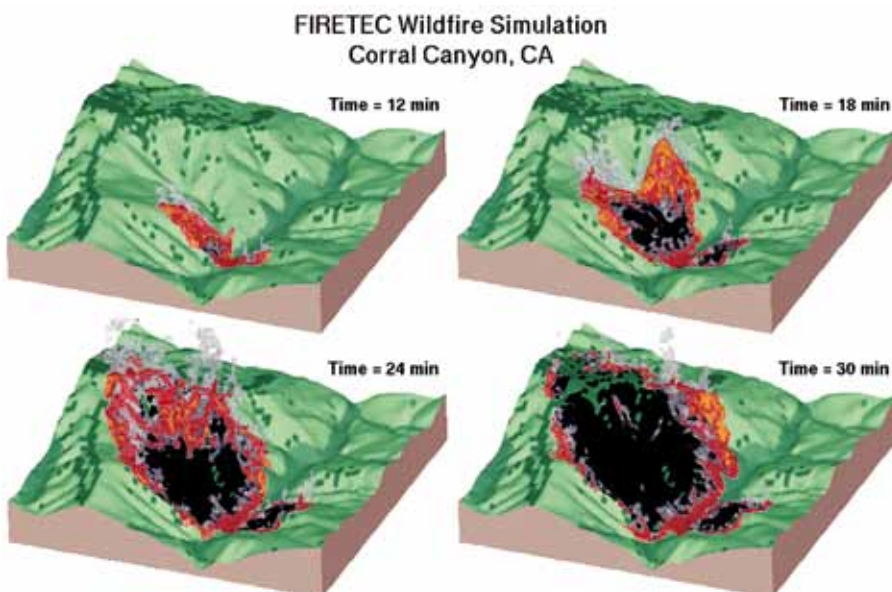 FIRETEC Wildfire Simulation
Corral Canyon, CA
Time = 12 min
Time = 18 min
Time = 24 min
Time = 30 min